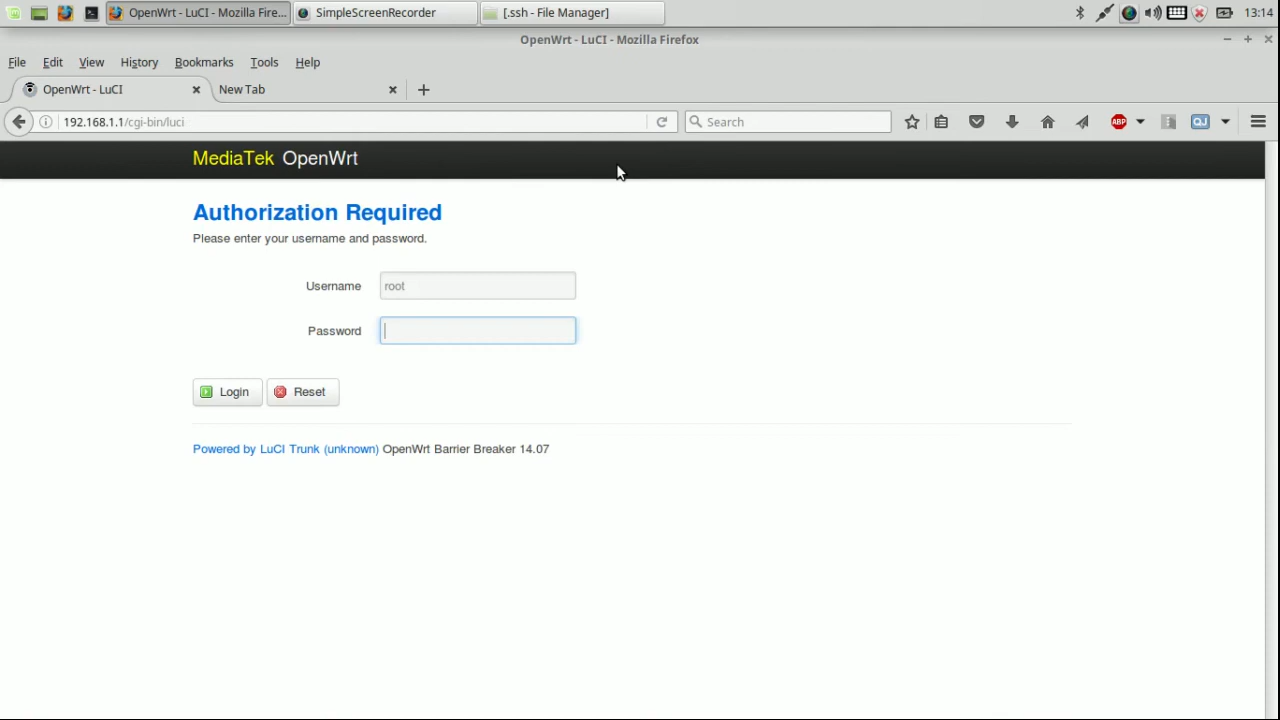 OpenWrt - LuCI - Mozilla Fire...
SimpleScreenRecorder
[.ssh - File Manager]
13:14
OpenWrt - LuCI - Mozilla Firefox
File Edit View History Bookmarks Tools Help
OpenWrt - LuCI
New Tab
192.168.1.1/cgi-bin/luci
Search
ABP
QJ
MediaTek OpenWrt
Authorization Required
Please enter your username and password.
Username root
Password
Login Reset
Powered by LuCI Trunk (unknown) OpenWrt Barrier Breaker 14.07